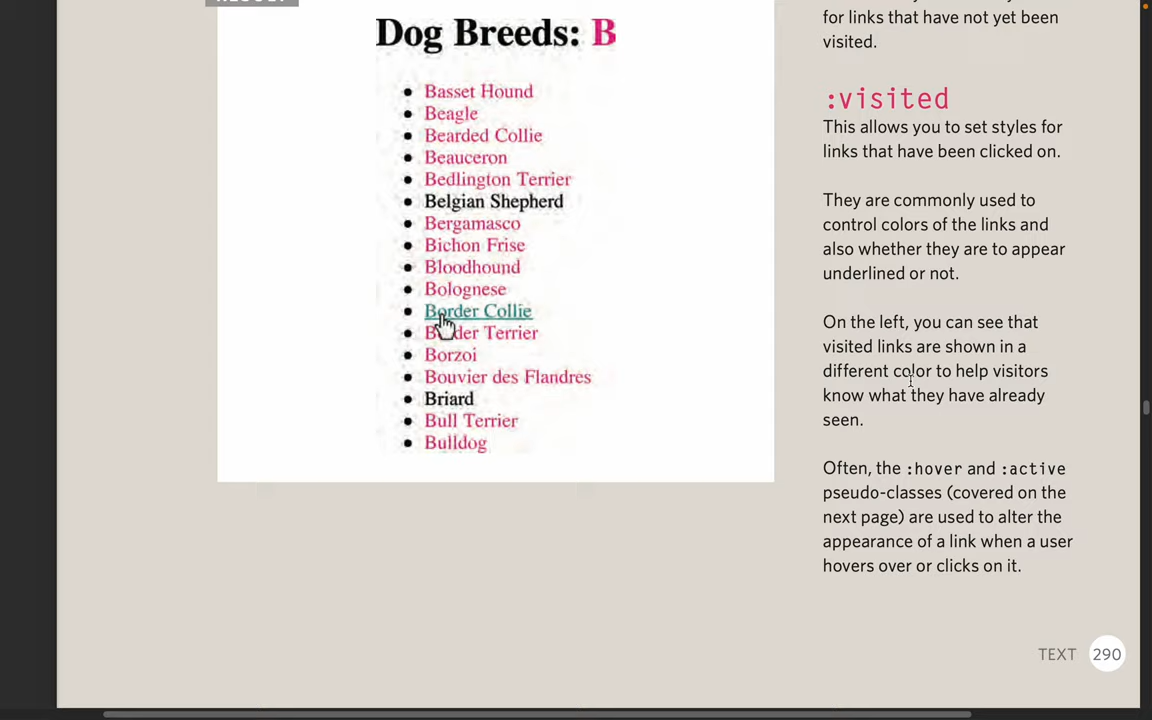 Dog Breeds: B
Basset Hound
Beagle
Bearded Collie
Beauceron
Bedlington Terrier
Belgian Shepherd
Bergamasco
Bichon Frise
Bloodhound
Bolognese
Border Collie
Terrier
Borzoi
Bouvier des Flandres
Briard
Bull Terrier
Bulldog
for links that have not yet been
visited.
:visited
This allows you to set styles for
links that have been clicked on.
They are commonly used to
control colors of the links and
also whether they are to appear
underlined or not.
On the left, you can see that
visited links are shown in a
different color to help visitors
know what they have already
seen.
Often, the :hover and :active
pseudo-classes (covered on the
next page) are used to alter the
appearance of a link when a user
hovers over or clicks on it.
TEXT 290